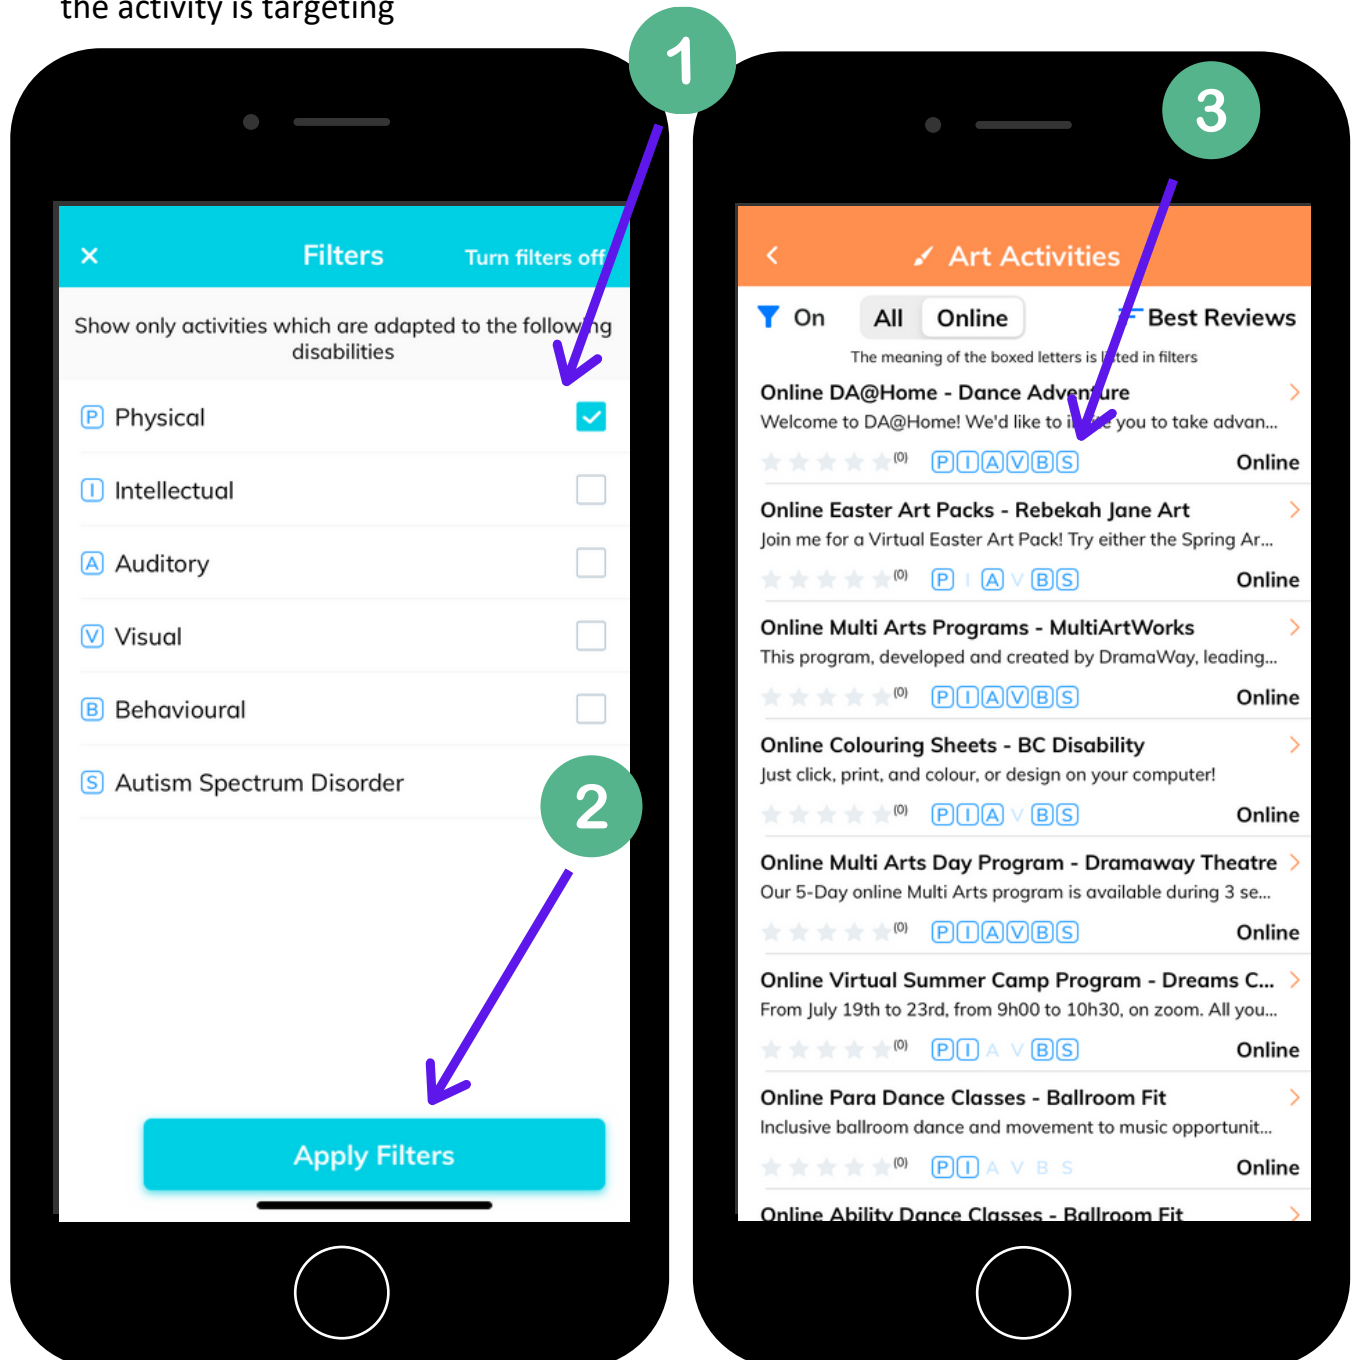 the activity is targeting
1
Filters
Turn filters off
Show only activities which are adapted to the following
disabilities
P Physical
I Intellectual
A Auditory
V Visual
B Behavioural
S Autism Spectrum Disorder
2
Apply Filters
3
Art Activities
On
All
Online
Best Reviews
The meaning of the boxed letters is listed in filters
Online DA@Home - Dance Adventure
Welcome to DA@Home! We'd like to invite you to take advan...
(0) P I A V B S Online
Online Easter Art Packs - Rebekah Jane Art
Join me for a Virtual Easter Art Pack! Try either the Spring Ar...
(0) P I A V B S Online
Online Multi Arts Programs - MultiArtWorks
This program, developed and created by DramaWay, leading...
(0) P I A V B S Online
Online Colouring Sheets - BC Disability
Just click, print, and colour, or design on your computer!
(0) P I A V B S Online
Online Multi Arts Day Program - Dramaway Theatre
Our 5-Day online Multi Arts program is available during 3 se...
(0) P I A V B S Online
Online Virtual Summer Camp Program - Dreams C...
From July 19th to 23rd, from 9h00 to 10h30, on zoom. All you...
(0) P I A V B S Online
Online Para Dance Classes - Ballroom Fit
Inclusive ballroom dance and movement to music opportunit...
(0) P I A V B S Online
Online Ability Dance Classes - Ballroom Fit